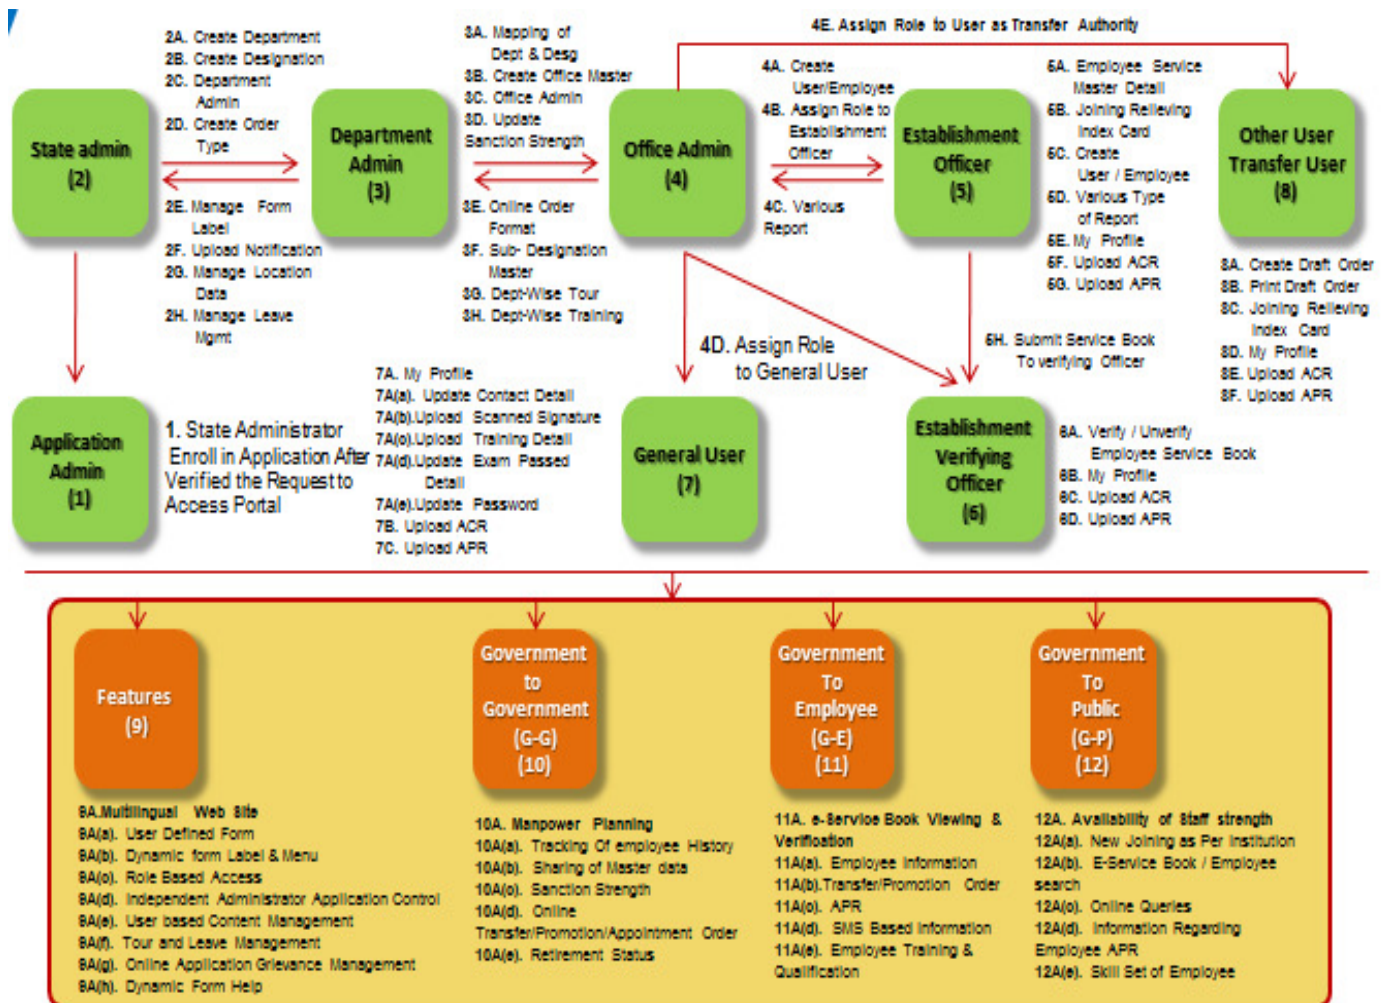 4E. Assign Role to User as Transfer Authority
2A. Create Department
2B. Create Designation
2C. Department
Admin
2D. Create Order
Type
3A. Mapping of
Dept & Desg
3B. Create Office Master
3C. Office Admin
3D. Update
Sanction Strength
4A. Create
User/Employee
4B. Assign Role to
Establishment
Officer
5A. Employee Service
Master Detail
5B. Joining Relieving
Index Card
5C. Create
User / Employee
5D. Various Type
of Report
5E. My Profile
5F. Upload ACR
5G. Upload APR
State admin
(2)
Department
Admin
(3)
Office Admin
(4)
Establishment
Officer
(5)
Other User
Transfer User
(8)
2E. Manage Form
Label
2F. Upload Notification
2G. Manage Location
Data
2H. Manage Leave
Mgmt
3E. Online Order
Format
3F. Sub- Designation
Master
3G. Dept-Wise Tour
3H. Dept-Wise Training
4C. Various
Report
8A. Create Draft Order
8B. Print Draft Order
8C. Joining Relieving
Index Card
8D. My Profile
8E. Upload ACR
8F. Upload APR
4D. Assign Role
to General User
5H. Submit Service Book
To verifying Officer
Application
Admin
(1)
1. State Administrator
Enroll in Application After
Verified the Request to
Access Portal
7A. My Profile
7A(a). Update Contact Detail
7A(b).Upload Scanned Signature
7A(c).Upload Training Detail
7A(d).Update Exam Passed
Detail
7A(e).Update Password
7B. Upload ACR
7C. Upload APR
General User
(7)
Establishment
Verifying
Officer
(6)
6A. Verify / Unverify
Employee Service Book
6B. My Profile
6C. Upload ACR
6D. Upload APR
Features
(9)
Government
to
Government
(G-G)
(10)
Government
To
Employee
(G-E)
(11)
Government
To
Public
(G-P)
(12)
9A.Multilingual Web Site
9A(a). User Defined Form
9A(b). Dynamic form Label & Menu
9A(c). Role Based Access
9A(d). Independent Administrator Application Control
9A(e). User based Content Management
9A(f). Tour and Leave Management
9A(g). Online Application Grievance Management
9A(h). Dynamic Form Help
10A. Manpower Planning
10A(a). Tracking Of employee History
10A(b). Sharing of Master data
10A(c). Sanction Strength
10A(d). Online
Transfer/Promotion/Appointment Order
10A(e). Retirement Status
11A. e-Service Book Viewing &
Verification
11A(a). Employee Information
11A(b).Transfer/Promotion Order
11A(c). APR
11A(d). SMS Based Information
11A(e). Employee Training &
Qualification
12A. Availability of Staff strength
12A(a). New Joining as Per Institution
12A(b). E-Service Book / Employee
search
12A(c). Online Queries
12A(d). Information Regarding
Employee APR
12A(e). Skill Set of Employee